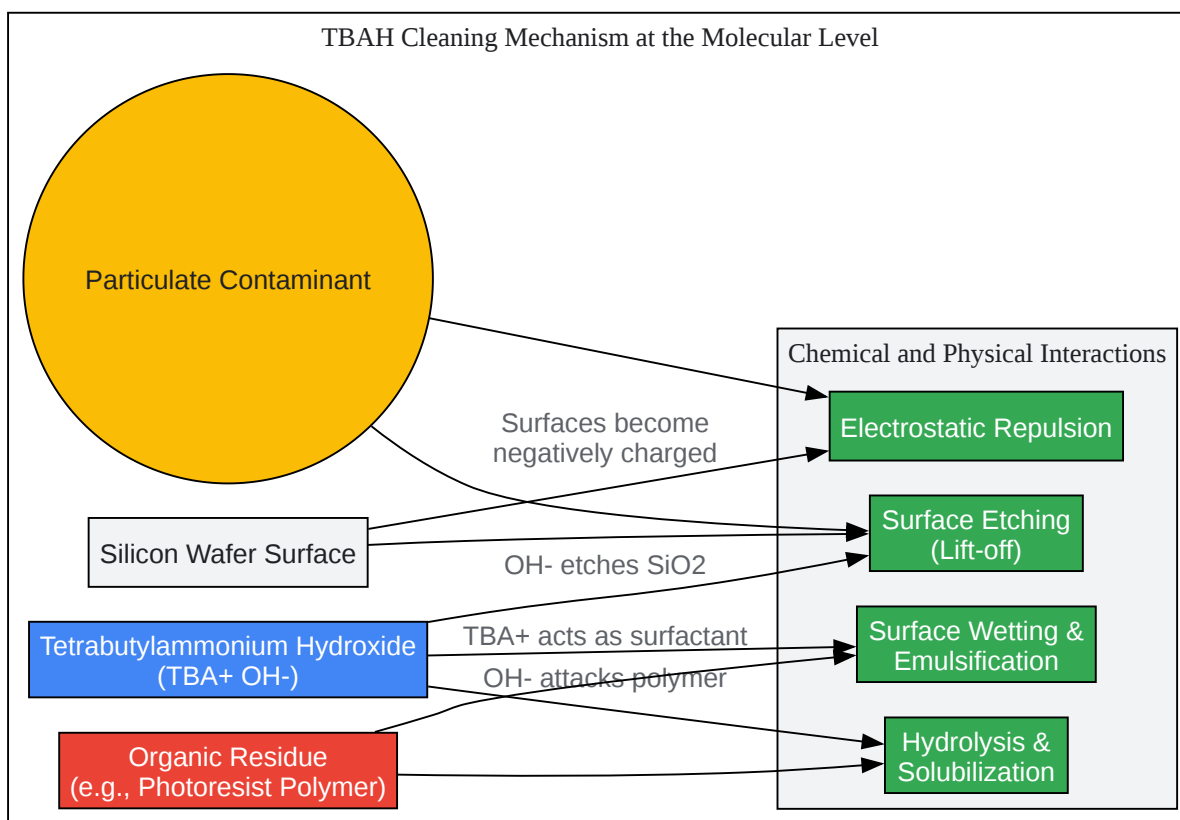 TBAH Cleaning Mechanism at the Molecular Level
Particulate Contaminant
Chemical and Physical Interactions
Electrostatic Repulsion
Surfaces become
negatively charged
Surface Etching
(Lift-off)
Silicon Wafer Surface
OH- etches SiO2
Tetrabutylammonium Hydroxide
(TBA+ OH-)
TBA+ acts as surfactant
Surface Wetting &
Emulsification
OH- attacks polymer
Organic Residue
(e.g., Photoresist Polymer)
Hydrolysis &
Solubilization